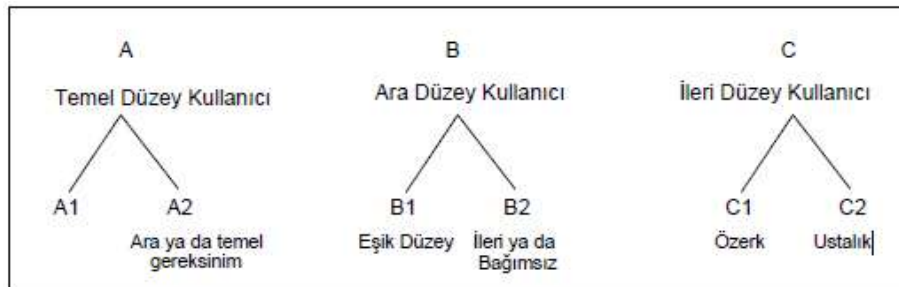 A B C
Temel Düzey Kullanıcı Ara Düzey Kullanıcı İleri Düzey Kullanıcı
A1 A2 B1 B2 C1 C2
Ara ya da temel Eşik Düzey İleri ya da Özerk Ustalık
gereksinim Bağımsız